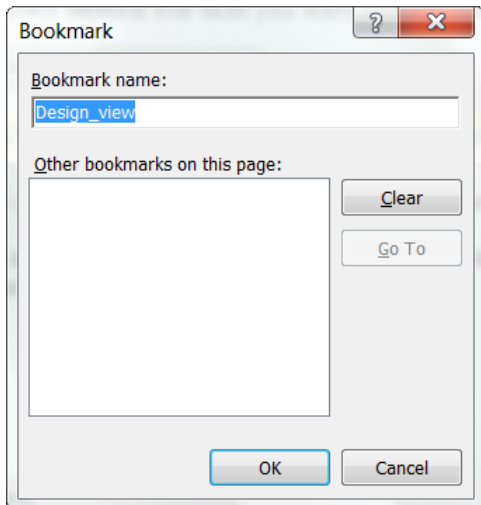 Bookmark
Bookmark name:
Design_view
Other bookmarks on this page:
Clear
Go To
OK
Cancel